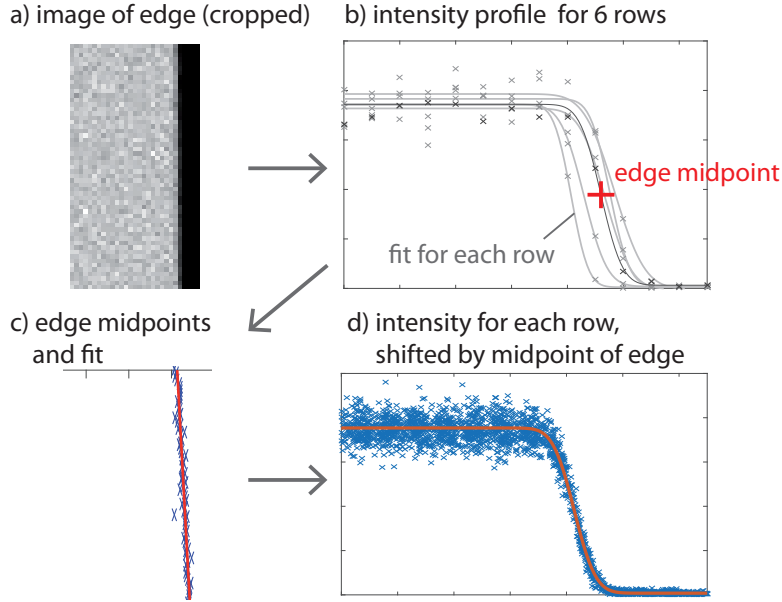 a) image of edge (cropped)
b) intensity profile for 6 rows
edge midpoint
fit for each row
c) edge midpoints
and fit
d) intensity for each row,
shifted by midpoint of edge